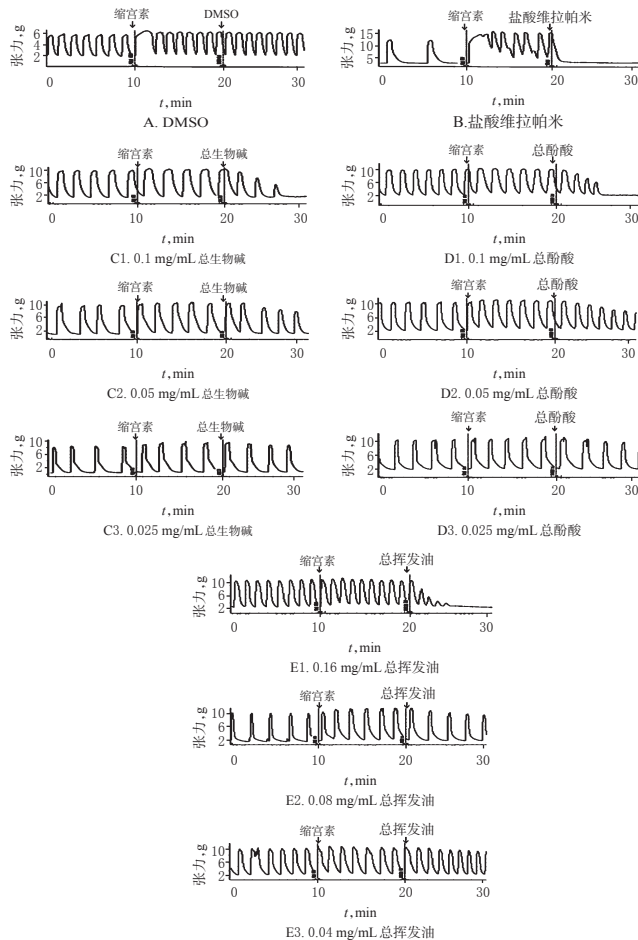 缩宫素 DMSO
张力,g
6
4
2
0
0 10 20 30
t,min
A. DMSO
缩宫素 盐酸维拉帕米
张力,g
15
10
5
0 10 20 30
t,min
B.盐酸维拉帕米
缩宫素 总生物碱
张力,g
10
6
2
0 10 20 30
t,min
C1. 0.1 mg/mL 总生物碱
缩宫素 总酚酸
张力,g
10
6
2
0 10 20 30
t,min
D1. 0.1 mg/mL 总酚酸
缩宫素 总生物碱
张力,g
10
6
2
0 10 20 30
t,min
C2. 0.05 mg/mL 总生物碱
缩宫素 总酚酸
张力,g
10
6
2
0 10 20 30
t,min
D2. 0.05 mg/mL 总酚酸
缩宫素 总生物碱
张力,g
10
6
2
0 10 20 30
t,min
C3. 0.025 mg/mL 总生物碱
缩宫素 总酚酸
张力,g
10
6
2
0 10 20 30
t,min
D3. 0.025 mg/mL 总酚酸
缩宫素 总挥发油
张力,g
10
6
2
0 10 20 30
t,min
E1. 0.16 mg/mL 总挥发油
缩宫素 总挥发油
张力,g
10
6
2
0 10 20 30
t,min
E2. 0.08 mg/mL 总挥发油
缩宫素 总挥发油
张力,g
10
6
2
0 10 20 30
t,min
E3. 0.04 mg/mL 总挥发油